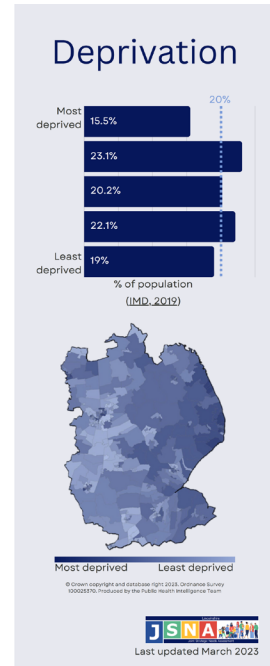 Deprivation
20%
Most
deprived
15.5%
23.1%
20.2%
22.1%
Least
deprived
19%
% of population
(IMD, 2019)
Most deprived Least deprived
© Crown copyright and database right 2023. Ordnance Survey
100025370. Produced by the Public Health Intelligence Team
JSNA
Last updated March 2023